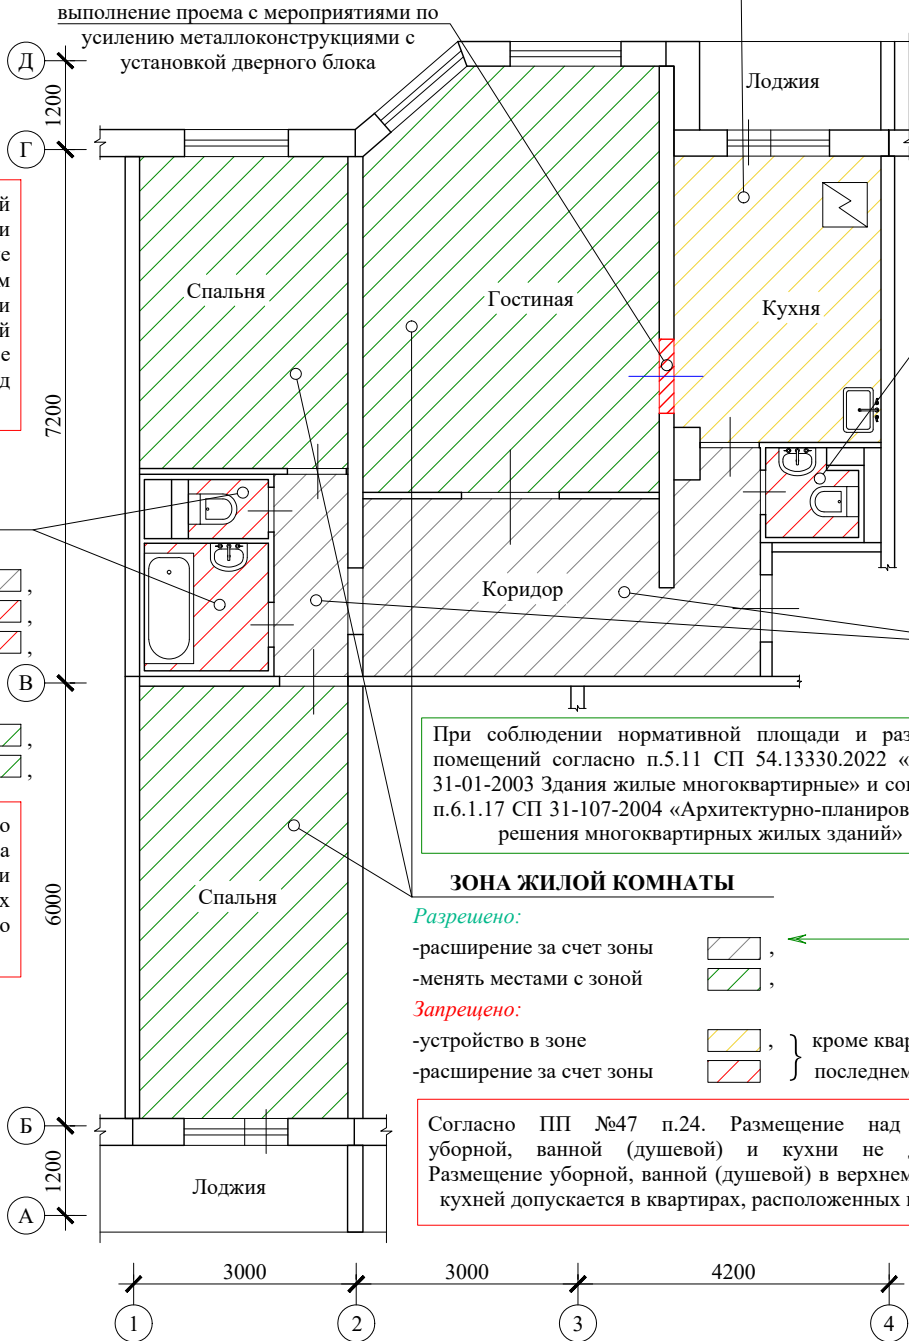 выполнение проема с мероприятиями по
усилению металлоконструкциями с
установкой дверного блока
Д
1200
Г
Лоджия
й
и
е
м
и
й
е
д
Спальня
Гостиная
Кухня
7200
,
,
,
Коридор
В
,
,
При соблюдении нормативной площади и раз
помещений согласно п.5.11 СП 54.13330.2022 «
31-01-2003 Здания жилые многоквартирные» и сог
п.6.1.17 СП 31-107-2004 «Архитектурно-планиров
решения многоквартирных жилых зданий»
о
а
и
х
о
6000
Спальня
ЗОНА ЖИЛОЙ КОМНАТЫ
Разрешено:
-расширение за счет зоны ,
-менять местами с зоной ,
Запрещено:
-устройство в зоне , } кроме квар
-расширение за счет зоны последнем
Согласно ПП №47 п.24. Размещение над
уборной, ванной (душевой) и кухни не
Размещение уборной, ванной (душевой) в верхнем
кухней допускается в квартирах, расположенных
Б
1200
А
Лоджия
3000
3000
4200
1
2
3
4